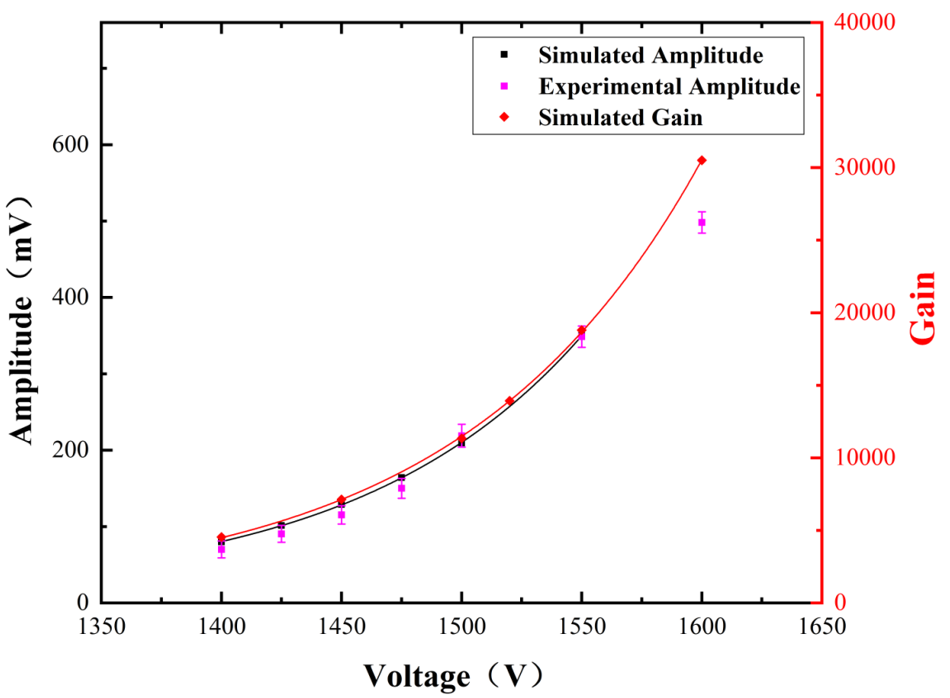 Simulated Amplitude
Experimental Amplitude
Simulated Gain
Amplitude（mV）
600
400
200
0
40000
30000
20000
10000
0
Gain
1350 1400 1450 1500 1550 1600 1650
Voltage（V）